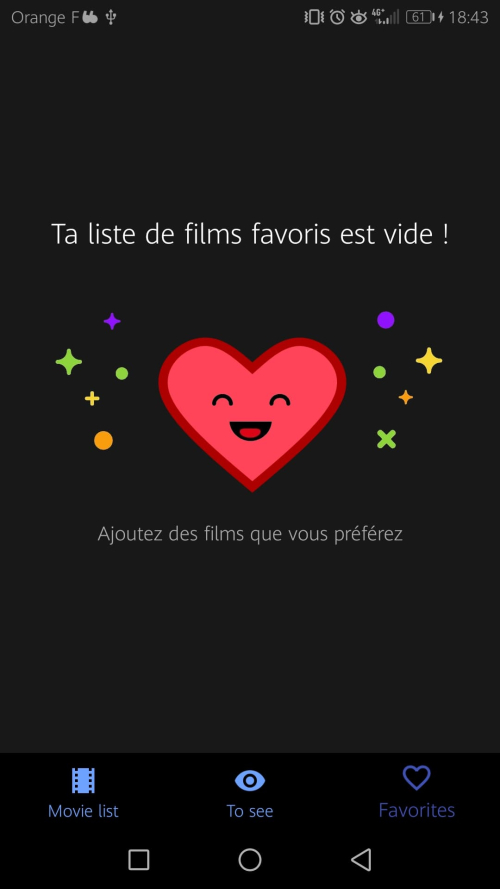 Orange F
4G+ 61 18:43
Ta liste de films favoris est vide !
Ajoutez des films que vous préférez
Movie list
To see
Favorites